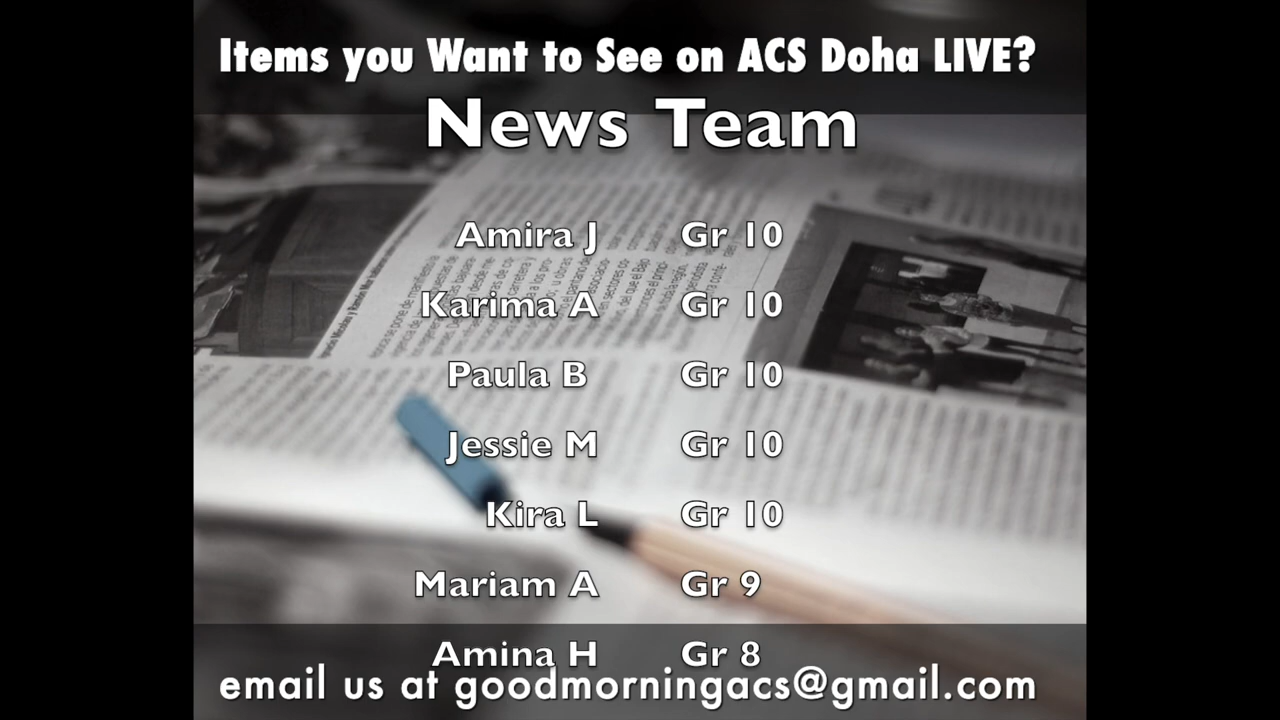 Items you Want to See on ACS Doha LIVE?
News Team
Amira J Gr 10
Karima A Gr 10
Paula B Gr 10
Jessie M Gr 10
Kira L Gr 10
Mariam A Gr 9
Amina H Gr 8
email us at goodmorningacs@gmail.com